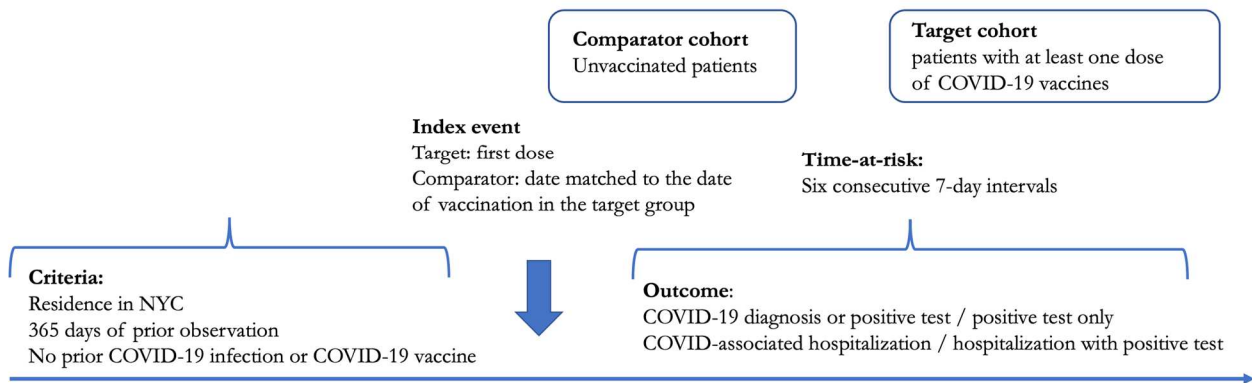 Comparator cohort
Unvaccinated patients
Target cohort
patients with at least one dose
of COVID-19 vaccines
Index event
Target: first dose
Comparator: date matched to the date
of vaccination in the target group
Time-at-risk:
Six consecutive 7-day intervals
Criteria:
Residence in NYC
365 days of prior observation
No prior COVID-19 infection or COVID-19 vaccine
Outcome:
COVID-19 diagnosis or positive test / positive test only
COVID-associated hospitalization / hospitalization with positive test